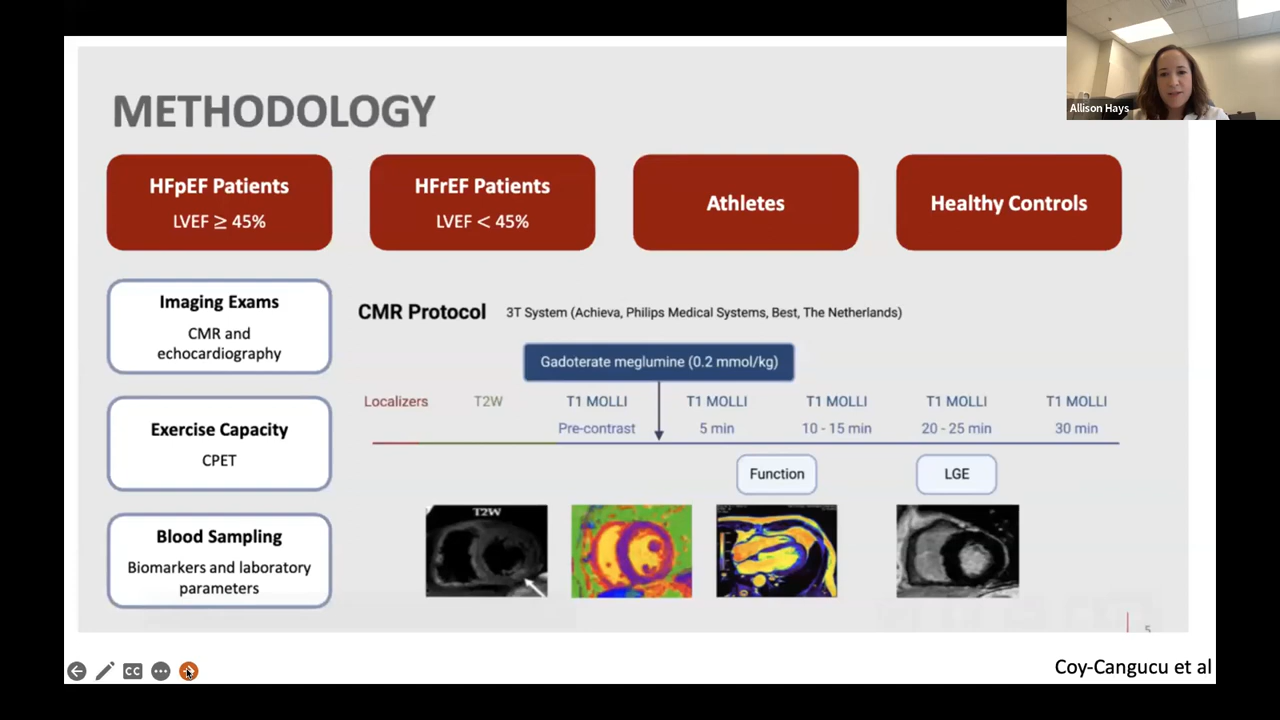 Allison Hays
METHODOLOGY
HFpEF Patients
LVEF ≥ 45%
HFrEF Patients
LVEF < 45%
Athletes
Healthy Controls
Imaging Exams
CMR and
echocardiography
Exercise Capacity
CPET
Blood Sampling
Biomarkers and laboratory
parameters
CMR Protocol
3T System (Achieva, Philips Medical Systems, Best, The Netherlands)
Gadoterate meglumine (0.2 mmol/kg)
Localizers
T2W
T1 MOLLI
Pre-contrast
T1 MOLLI
5 min
T1 MOLLI
10 - 15 min
T1 MOLLI
20 - 25 min
T1 MOLLI
30 min
Function
LGE
T2W
5
CC
Coy-Cangucu et al